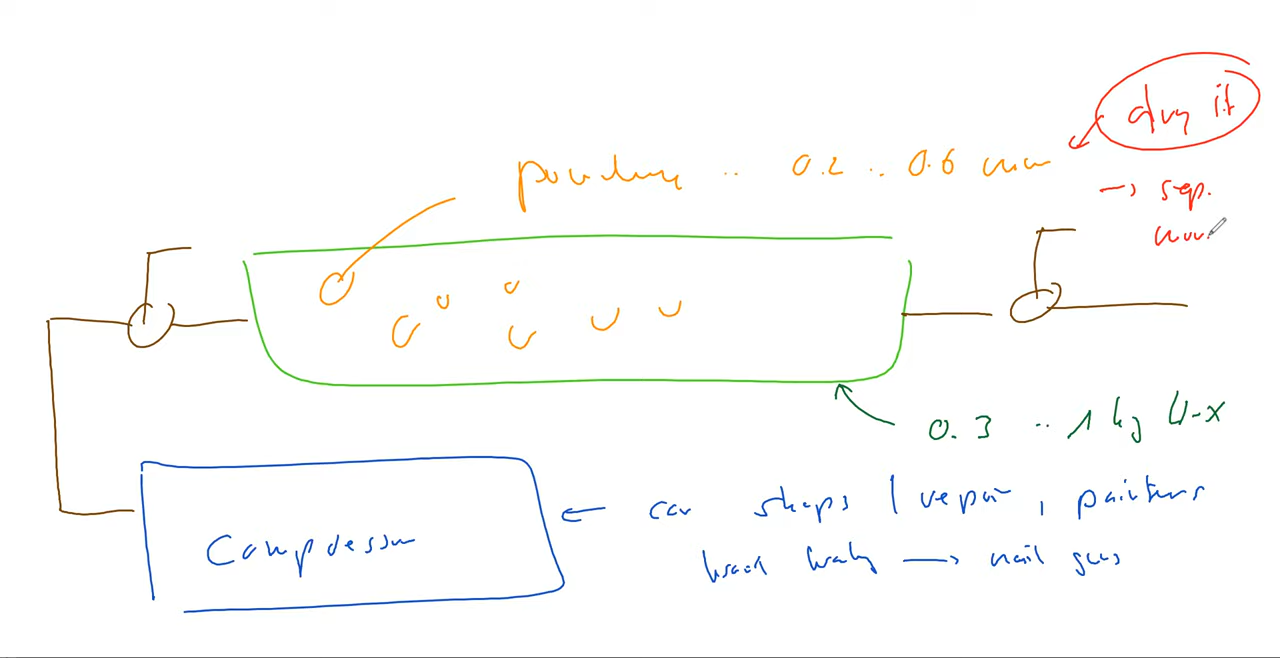 dry it
powder .. 0.2 .. 0.6 mm
→ sep.
0.3 .. 1 kg U-x
Compressor
← car shops / repair, painters
→ nail guns